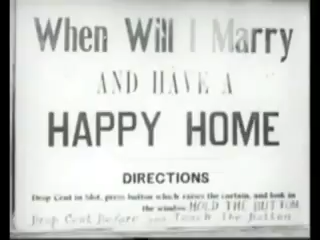 When Will I Marry
AND HAVE A
HAPPY HOME
DIRECTIONS
Drop Cent in Slot, press button which raises the curtain, and look in
the window HOLD THE BUTTON
Drop Cent Before you Touch The Button